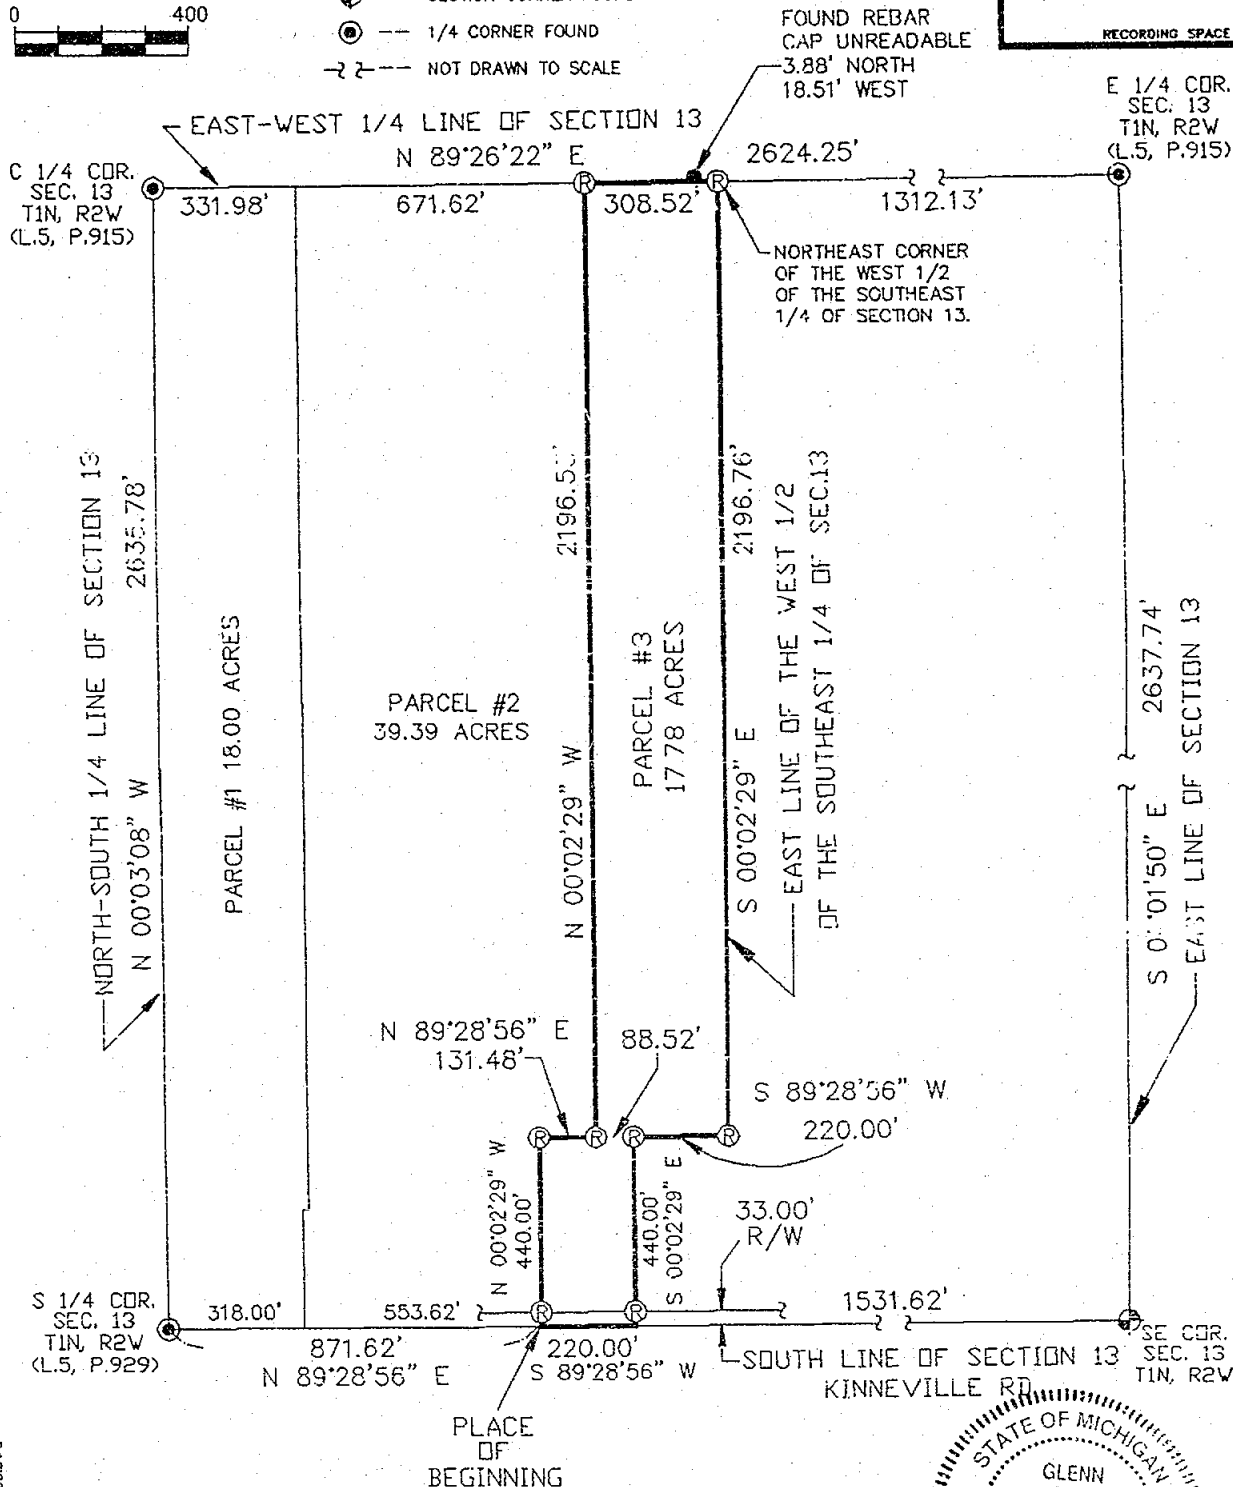 0 400
1/4 CORNER FOUND
NOT DRAWN TO SCALE
FOUND REBAR
CAP UNREADABLE
3.88' NORTH
18.51' WEST
RECORDING SPACE
E 1/4 COR.
SEC. 13
T1N, R2W
(L.5, P.915)
EAST-WEST 1/4 LINE OF SECTION 13
N 89°26'22" E
2624.25'
C 1/4 COR.
SEC. 13
T1N, R2W
(L.5, P.915)
331.98'
671.62'
308.52'
1312.13'
NORTHEAST CORNER
OF THE WEST 1/2
OF THE SOUTHEAST
1/4 OF SECTION 13.
NORTH-SOUTH 1/4 LINE OF SECTION 13
N 00°03'08" W
PARCEL #1 18.00 ACRES
PARCEL #2
39.39 ACRES
N 00°02'29" W
PARCEL #3
17.78 ACRES
S 00°02'29" E
2196.76'
EAST LINE OF THE WEST 1/2
OF THE SOUTHEAST 1/4 OF SEC.13
2637.74'
EAST LINE OF SECTION 13
N 89°28'56" E
131.48'
88.52'
S 89°28'56" W
220.00'
R
R
R
R
R
R
R
R
N 00°02'29" W
440.00'
440.00'
S 00°02'29" E
33.00'
R/W
S 1/4 COR.
SEC. 13
T1N, R2W
(L.5, P.929)
318.00'
553.62'
1531.62'
871.62'
N 89°28'56" E
220.00'
S 89°28'56" W
SOUTH LINE OF SECTION 13
KINNEVILLE RD.
SE COR.
SEC. 13
T1N, R2W
PLACE
OF
BEGINNING
STATE OF MICHIGAN
GLENN